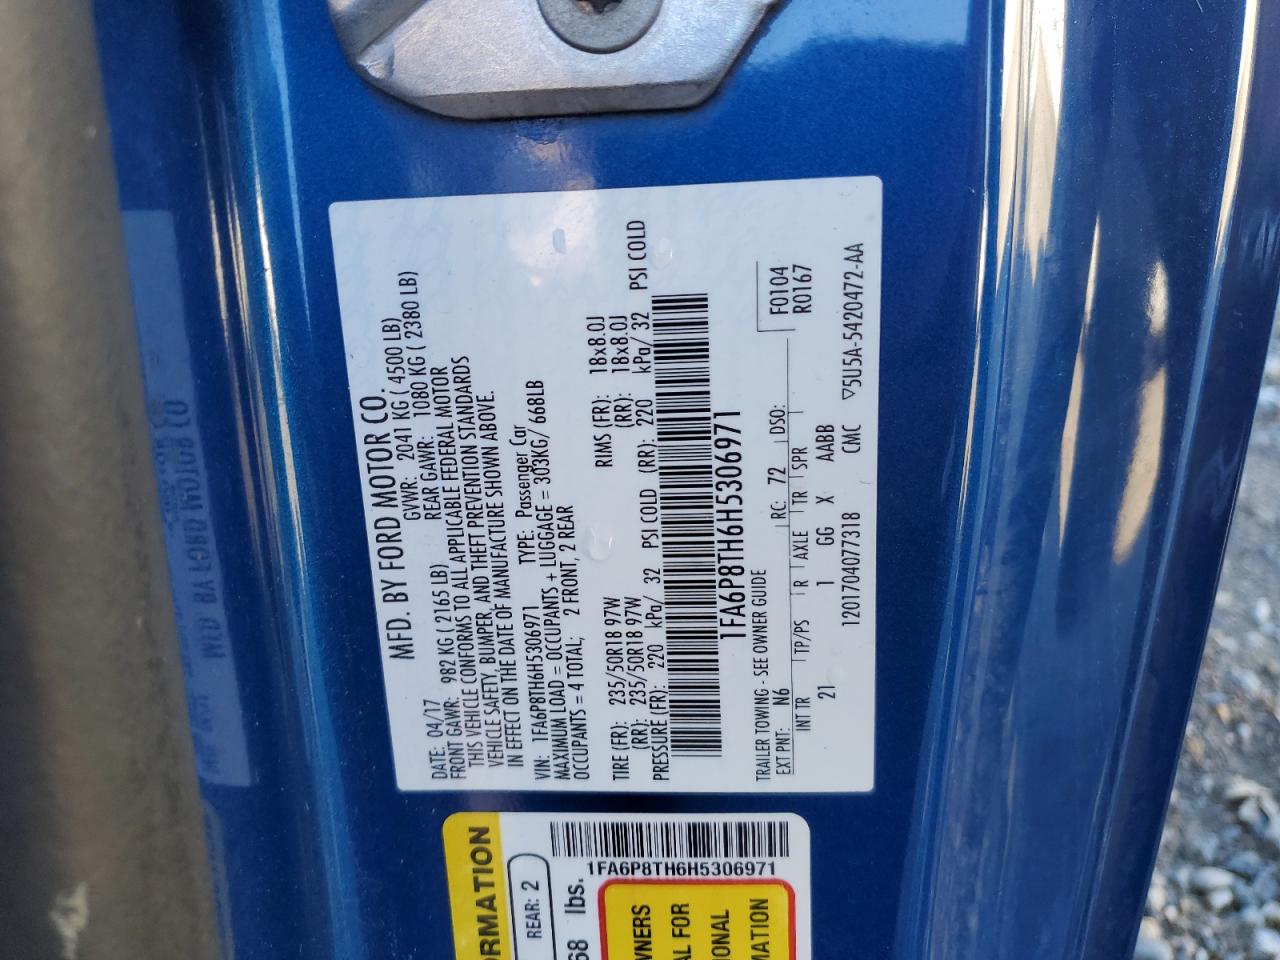 MFD. BY FORD MOTOR CO.
DATE: 04/17 GVWR: 2041 KG ( 4500 LB)
FRONT GAWR: 982 KG ( 2165 LB) REAR GAWR: 1080 KG ( 2380 LB)
THIS VEHICLE CONFORMS TO ALL APPLICABLE FEDERAL MOTOR
VEHICLE SAFETY, BUMPER, AND THEFT PREVENTION STANDARDS
IN EFFECT ON THE DATE OF MANUFACTURE SHOWN ABOVE.
VIN: 1FA6P8TH6H5306971 TYPE: Passenger Car
MAXIMUM LOAD = OCCUPANTS + LUGGAGE = 303KG/ 668LB
OCCUPANTS = 4 TOTAL; 2 FRONT, 2 REAR
TIRE (FR): 235/50R18 97W RIMS (FR): 18x8.0J
(RR): 235/50R18 97W (RR): 18x8.0J
PRESSURE (FR): 220 kPa/ 32 PSI COLD (RR): 220 kPa/ 32 PSI COLD
1FA6P8TH6H5306971
TRAILER TOWING - SEE OWNER GUIDE F0104
EXT PNT: N6 RC: 72 DSO: R0167
INT TR TP/PS R AXLE TR SPR
21 I GG X AABB
12017040477318 CMC ▽5U5A-5420472-AA
ORMATION
REAR: 2
1FA6P8TH6H5306971
68 lbs.
WNERS
AL FOR
IONAL
MATION